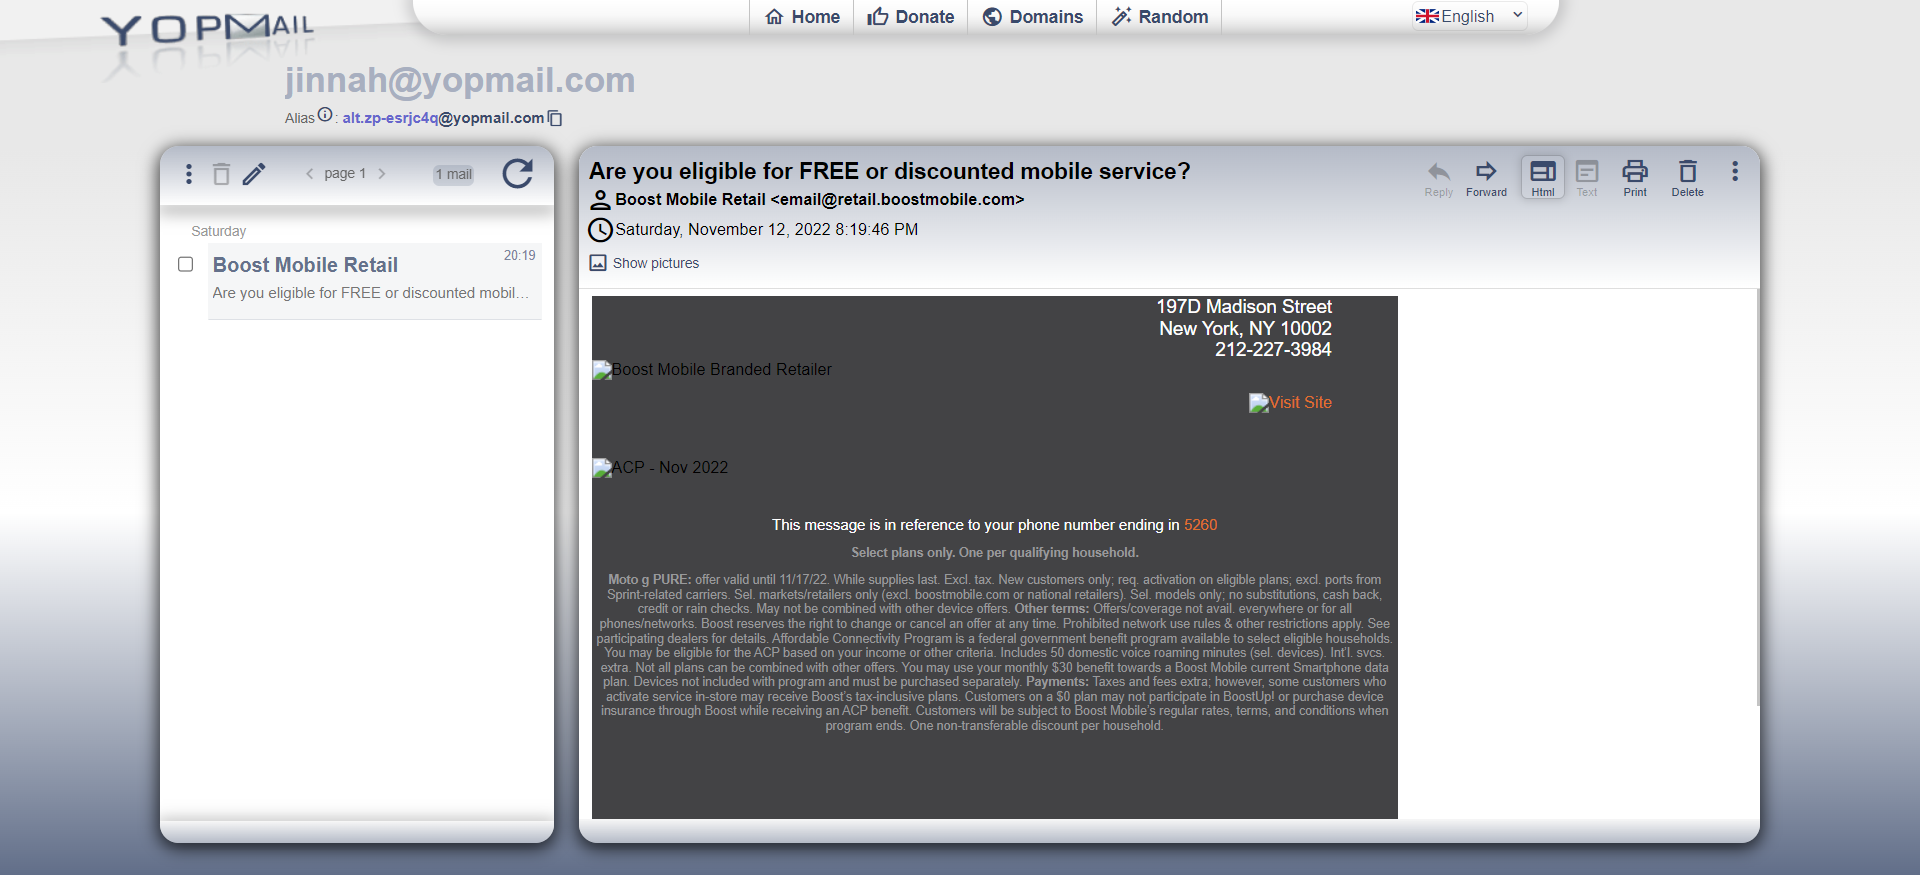 YOPMAIL
Home Donate Domains Random English
jinnah@yopmail.com
Alias : alt.zp-esrjc4q@yopmail.com
page 1 1 mail
Saturday
Boost Mobile Retail 20:19
Are you eligible for FREE or discounted mobil...
Are you eligible for FREE or discounted mobile service?
Boost Mobile Retail <email@retail.boostmobile.com>
Saturday, November 12, 2022 8:19:46 PM
Show pictures
Reply Forward Html Text Print Delete
197D Madison Street
New York, NY 10002
212-227-3984
Boost Mobile Branded Retailer
Visit Site
ACP - Nov 2022
This message is in reference to your phone number ending in 5260
Select plans only. One per qualifying household.
Moto g PURE: offer valid until 11/17/22. While supplies last. Excl. tax. New customers only; req. activation on eligible plans; excl. ports from
Sprint-related carriers. Sel. markets/retailers only (excl. boostmobile.com or national retailers). Sel. models only; no substitutions, cash back,
credit or rain checks. May not be combined with other device offers. Other terms: Offers/coverage not avail. everywhere or for all
phones/networks. Boost reserves the right to change or cancel an offer at any time. Prohibited network use rules & other restrictions apply. See
participating dealers for details. Affordable Connectivity Program is a federal government benefit program available to select eligible households.
You may be eligible for the ACP based on your income or other criteria. Includes 50 domestic voice roaming minutes (sel. devices). Int'l. svcs.
extra. Not all plans can be combined with other offers. You may use your monthly $30 benefit towards a Boost Mobile current Smartphone data
plan. Devices not included with program and must be purchased separately. Payments: Taxes and fees extra; however, some customers who
activate service in-store may receive Boost's tax-inclusive plans. Customers on a $0 plan may not participate in BoostUp! or purchase device
insurance through Boost while receiving an ACP benefit. Customers will be subject to Boost Mobile's regular rates, terms, and conditions when
program ends. One non-transferable discount per household.